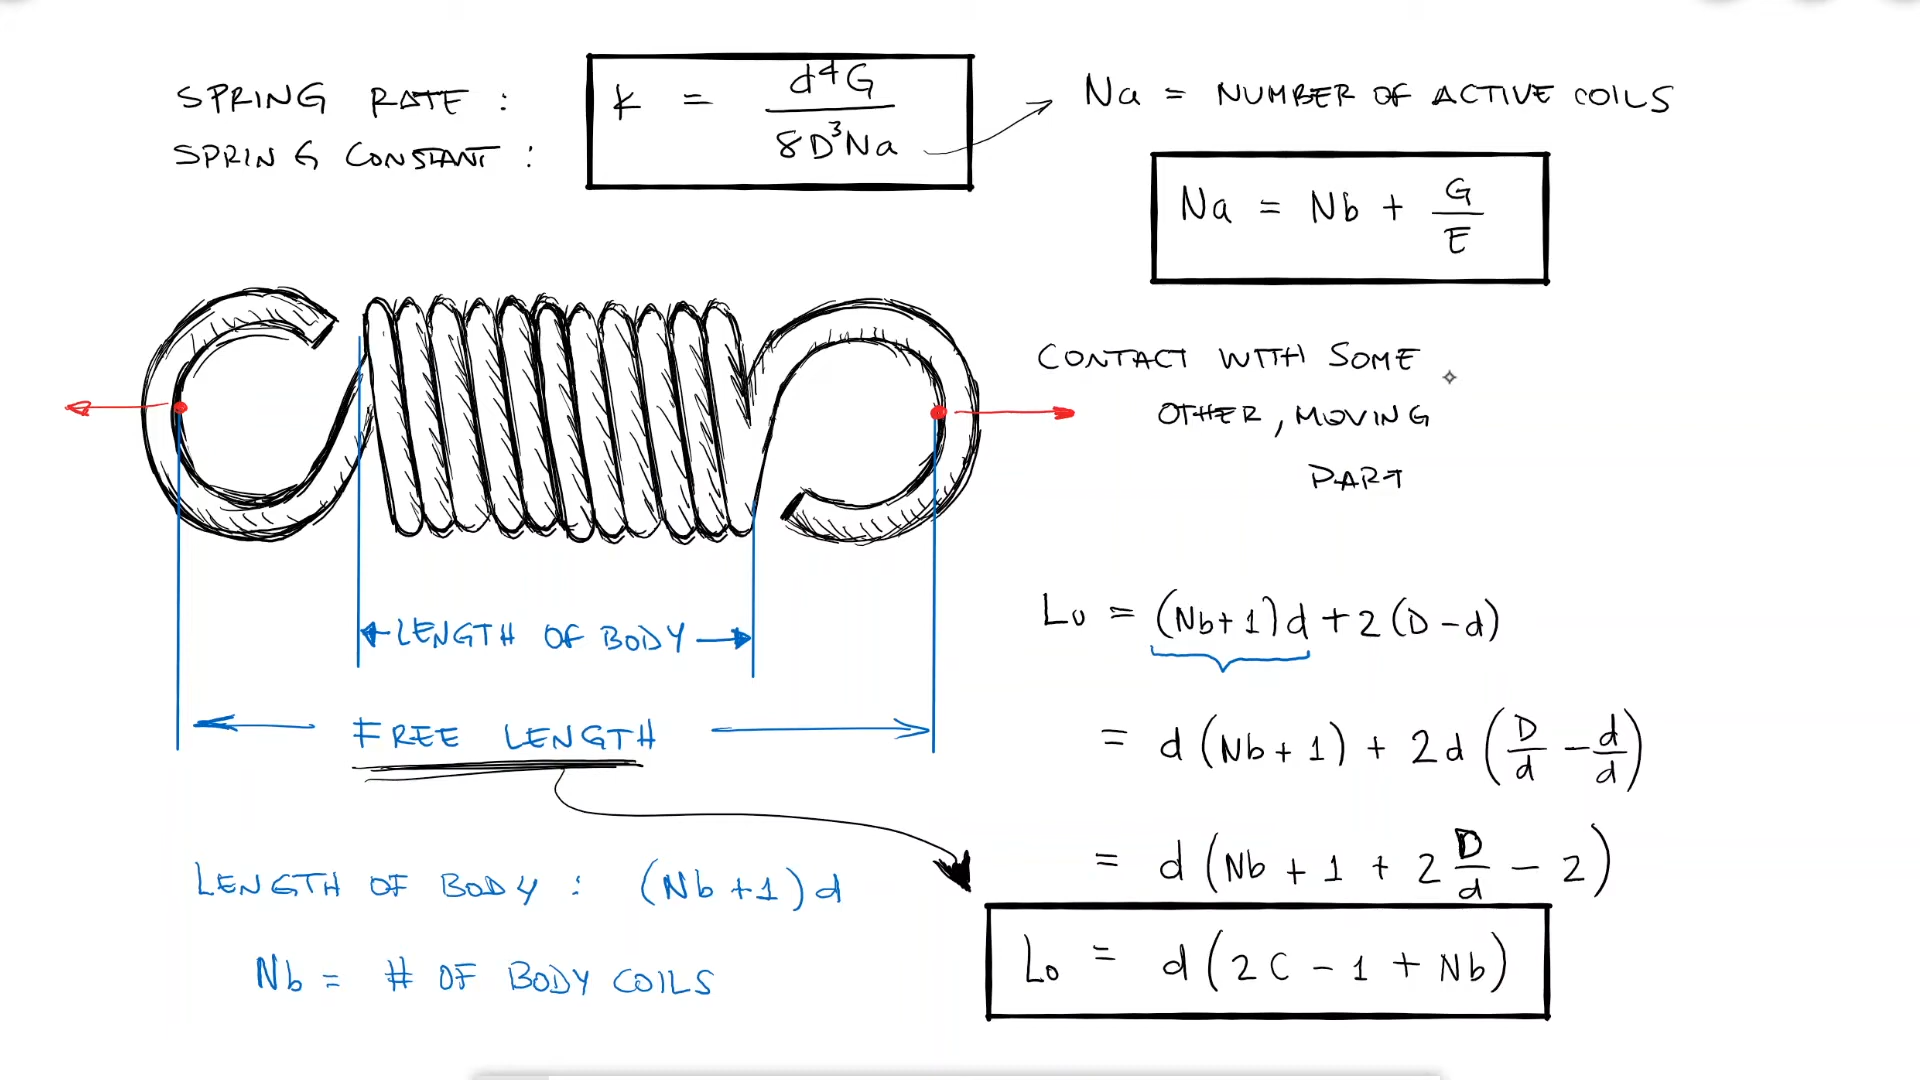 SPRING RATE :
SPRING CONSTANT :
k = d⁴G / 8D³Na
Na = NUMBER OF ACTIVE COILS
Na = Nb + G/E
CONTACT WITH SOME
OTHER, MOVING
PART
LENGTH OF BODY
FREE LENGTH
LENGTH OF BODY : (Nb+1)d
Nb = # OF BODY COILS
Lo = (Nb+1)d + 2(D-d)
= d(Nb+1) + 2d(D/d - d/d)
= d(Nb + 1 + 2 D/d - 2)
Lo = d(2C - 1 + Nb)